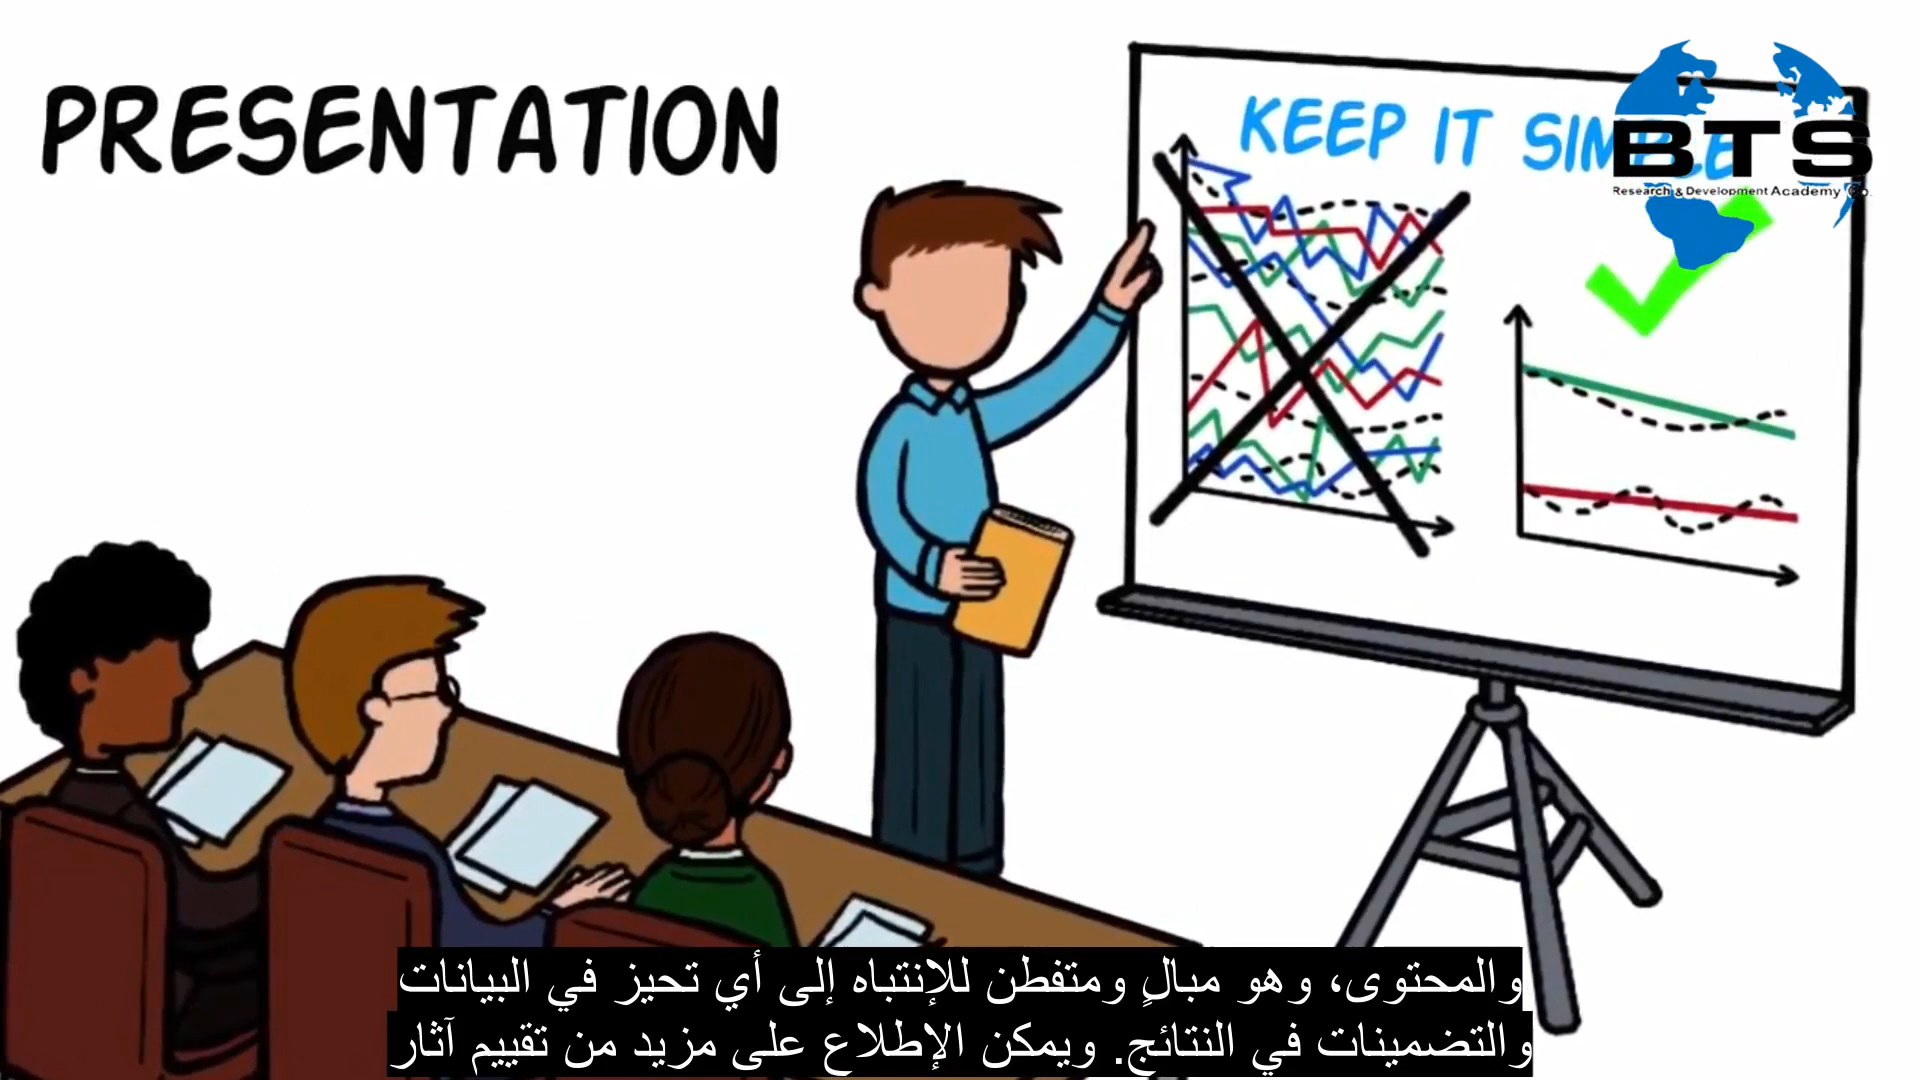 PRESENTATION
KEEP IT SIMPLE
BTS
Research & Development Academy Co.
والمحتوى، وهو مبالٍ ومتفطن للإنتباه إلى أي تحيز في البيانات
والتضمينات في النتائج. ويمكن الإطلاع على مزيد من تقييم آثار